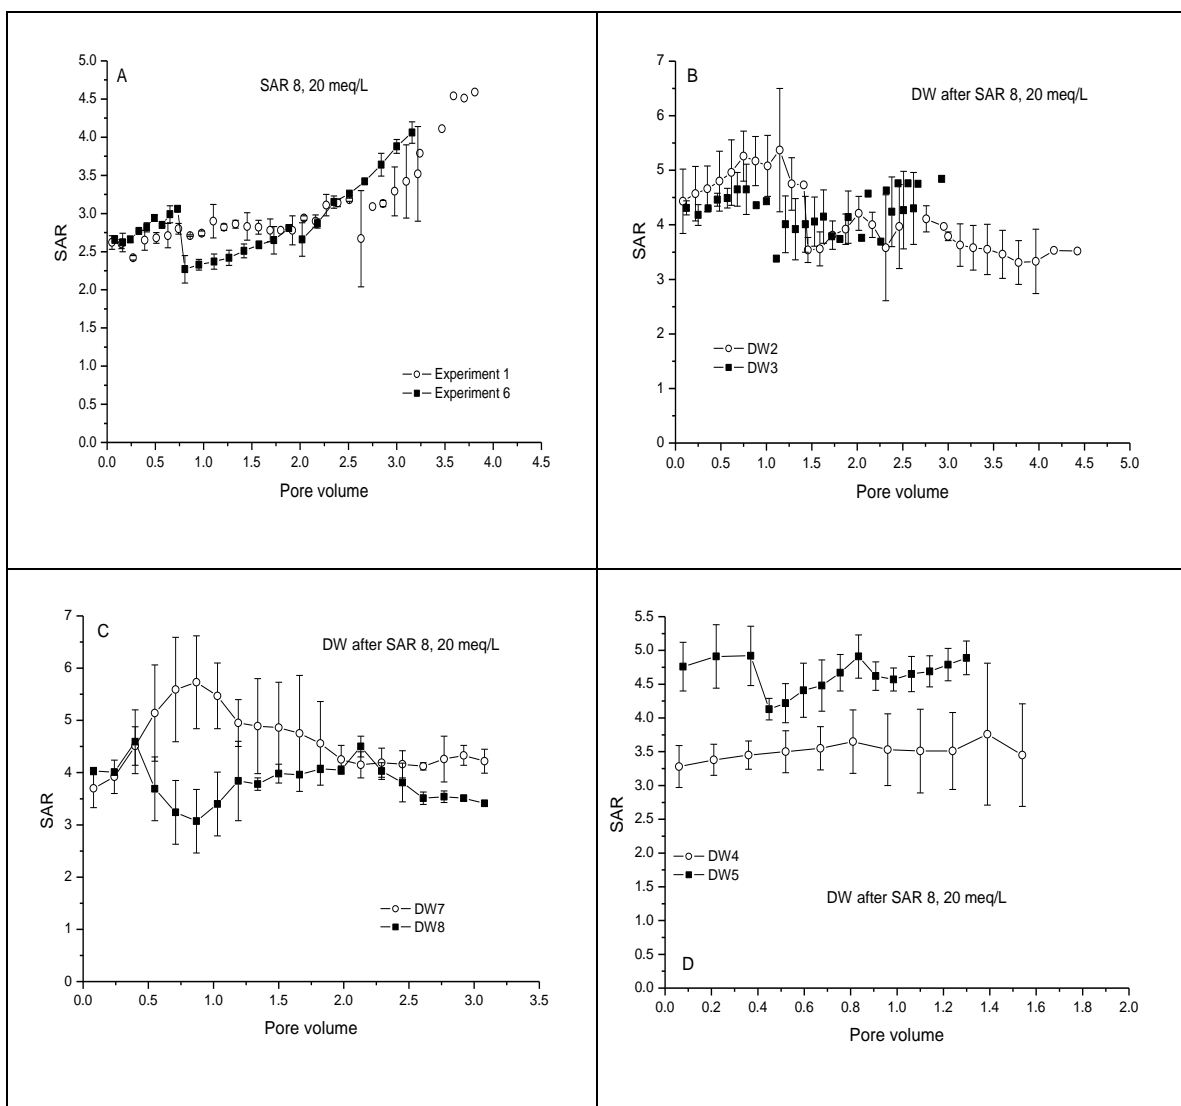 A
SAR 8, 20 meq/L
5.0
4.5
4.0
3.5
3.0
2.5
2.0
1.5
1.0
0.5
0.0
SAR
Experiment 1
Experiment 6
0.0 0.5 1.0 1.5 2.0 2.5 3.0 3.5 4.0 4.5
Pore volume
B
DW after SAR 8, 20 meq/L
7
6
5
4
3
2
1
0
SAR
DW2
DW3
0.0 0.5 1.0 1.5 2.0 2.5 3.0 3.5 4.0 4.5 5.0
Pore volume
C
DW after SAR 8, 20 meq/L
7
6
5
4
3
2
1
0
SAR
DW7
DW8
0.0 0.5 1.0 1.5 2.0 2.5 3.0 3.5
Pore volume
5.5
5.0
4.5
4.0
3.5
3.0
2.5
2.0
1.5
1.0
0.5
0.0
SAR
DW4
DW5
DW after SAR 8, 20 meq/L
D
0.0 0.2 0.4 0.6 0.8 1.0 1.2 1.4 1.6 1.8 2.0
Pore volume